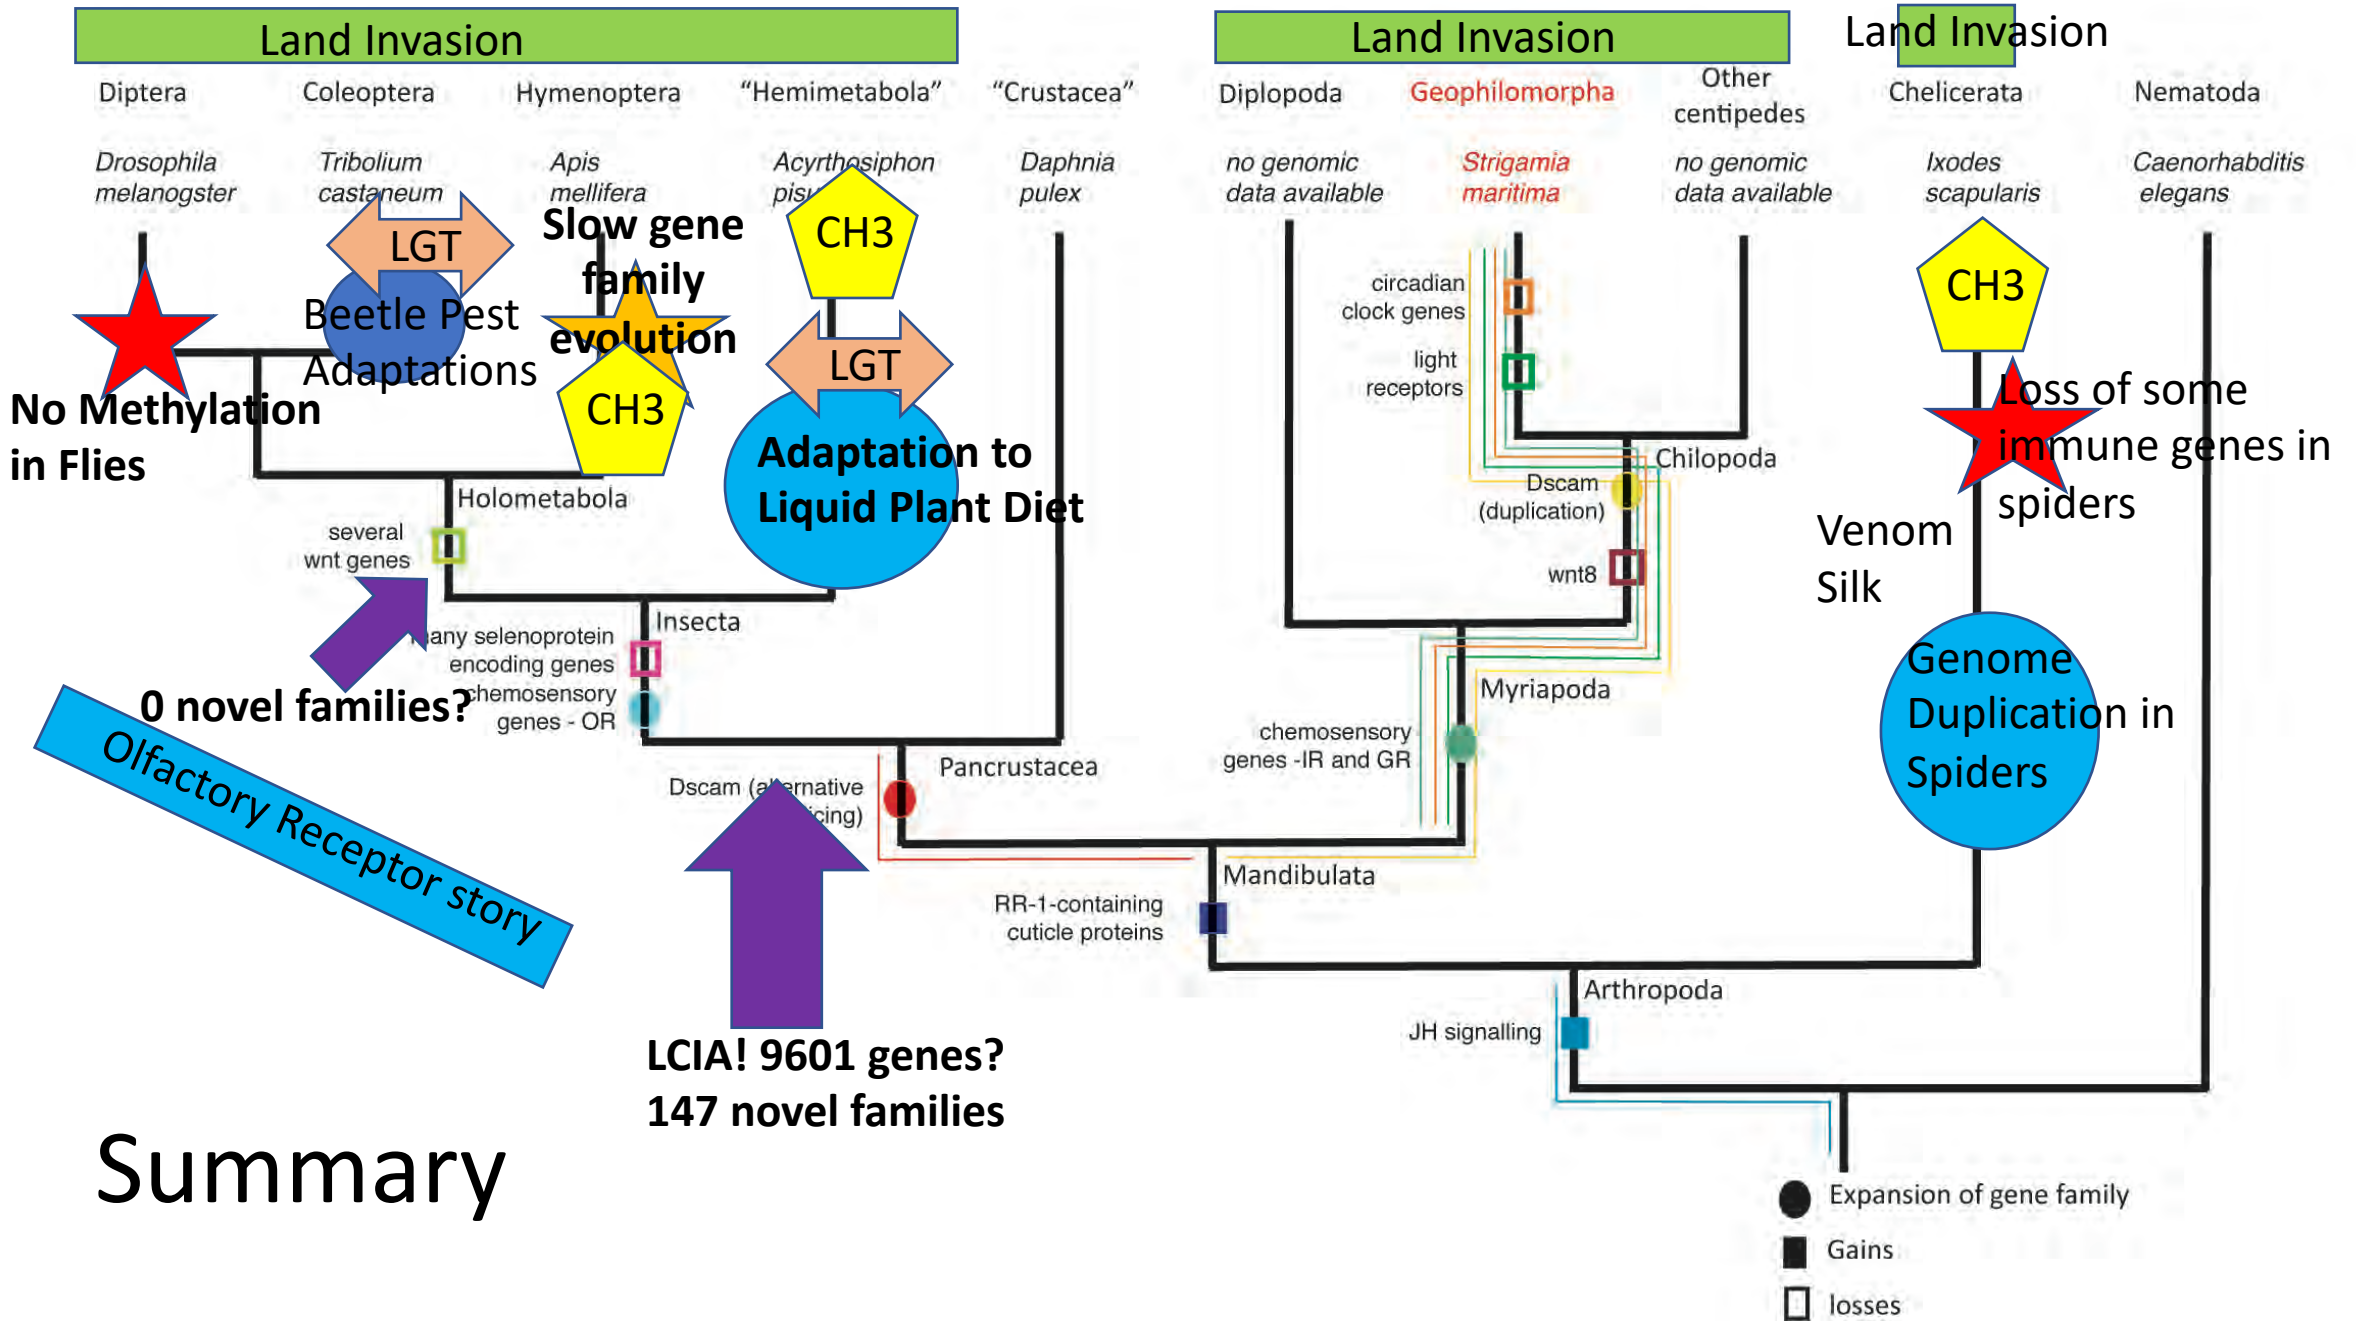 Land Invasion
Land Invasion
Land Invasion
Diptera
Coleoptera
Hymenoptera
“Hemimetabola”
“Crustacea”
Diplopoda
Geophilomorpha
Other
centipedes
Chelicerata
Nematoda
Drosophila
melanogster
Tribolium
castaneum
Apis
mellifera
Acyrthosiphon
Daphnia
pulex
no genomic
data available
Strigamia
maritima
no genomic
data available
Ixodes
scapularis
Caenorhabditis
elegans
LGT
Beetle Pest
Adaptations
Slow gene
family
evolution
CH3
CH3
LGT
Adaptation to
Liquid Plant Diet
No Methylation
in Flies
circadian
clock genes
light
receptors
Chilopoda
Dscam
(duplication)
wnt8
CH3
Loss of some
immune genes in
spiders
Venom
Silk
Genome
Duplication in
Spiders
Holometabola
several
wnt genes
Insecta
selenoprotein
encoding genes
chemosensory
genes - OR
0 novel families?
Olfactory Receptor story
Myriapoda
chemosensory
genes -IR and GR
Pancrustacea
Dscam
Mandibulata
RR-1-containing
cuticle proteins
Arthropoda
JH signalling
LCIA! 9601 genes?
147 novel families
Summary
Expansion of gene family
Gains
losses